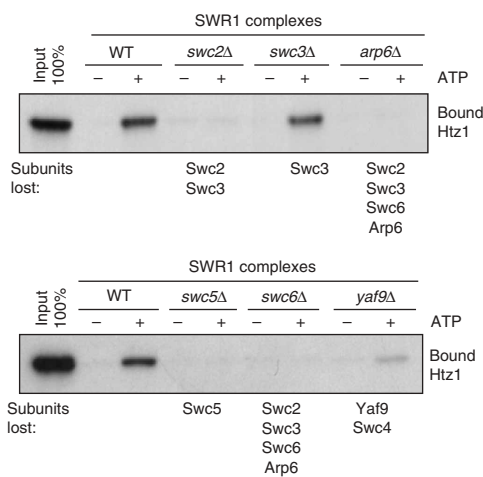 SWR1 complexes
Input 100%
WT swc2Δ swc3Δ arp6Δ
– + – + – + – + ATP
Bound Htz1
Subunits lost:
Swc2 Swc3 Swc2
Swc3 Swc3
Swc6
Arp6
SWR1 complexes
Input 100%
WT swc5Δ swc6Δ yaf9Δ
– + – + – + – + ATP
Bound Htz1
Subunits lost:
Swc5 Swc2 Yaf9
Swc3 Swc4
Swc6
Arp6